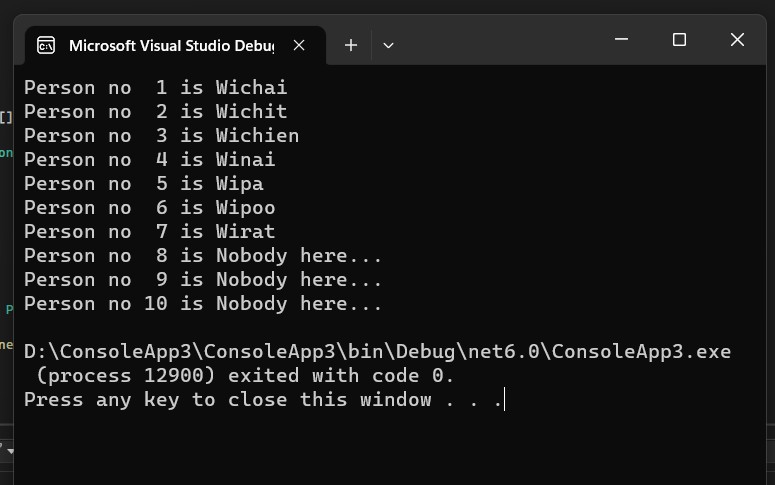 Microsoft Visual Studio Debug
Person no  1 is Wichai
Person no  2 is Wichit
Person no  3 is Wichien
Person no  4 is Winai
Person no  5 is Wipa
Person no  6 is Wipoo
Person no  7 is Wirat
Person no  8 is Nobody here...
Person no  9 is Nobody here...
Person no 10 is Nobody here...
D:\ConsoleApp3\ConsoleApp3\bin\Debug\net6.0\ConsoleApp3.exe
(process 12900) exited with code 0.
Press any key to close this window . . .